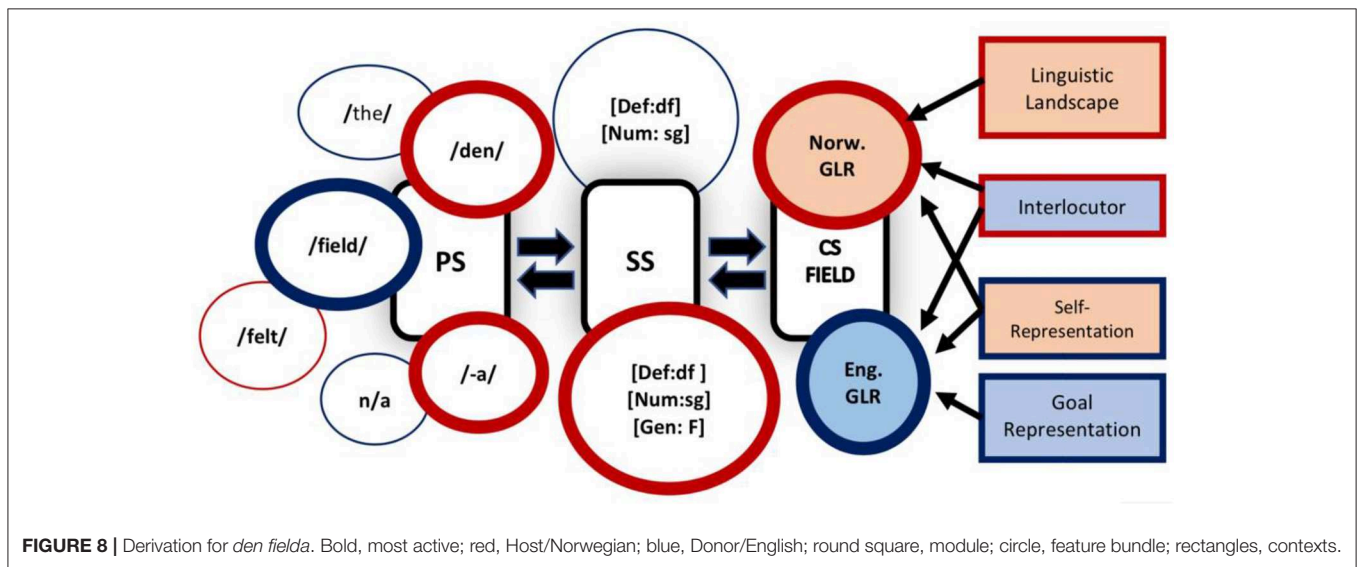 /the/
/den/
/field/
/felt/
n/a
/-a/
PS
[Def:df]
[Num: sg]
SS
[Def:df ]
[Num:sg]
[Gen: F]
Norw.
GLR
CS
FIELD
Eng.
GLR
Linguistic
Landscape
Interlocutor
Self-
Representation
Goal
Representation
FIGURE 8 | Derivation for den fielda. Bold, most active; red, Host/Norwegian; blue, Donor/English; round square, module; circle, feature bundle; rectangles, contexts.